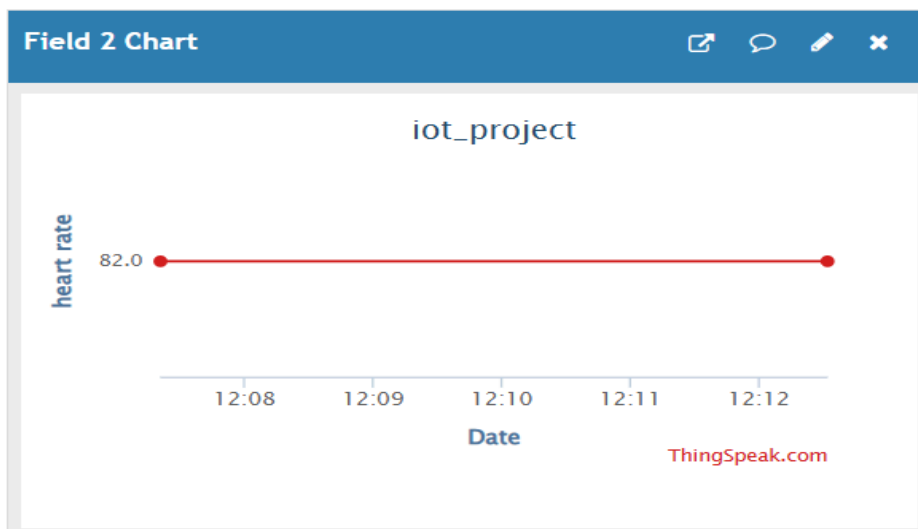 Field 2 Chart
iot_project
heart rate
82.0
12:08 12:09 12:10 12:11 12:12
Date
ThingSpeak.com